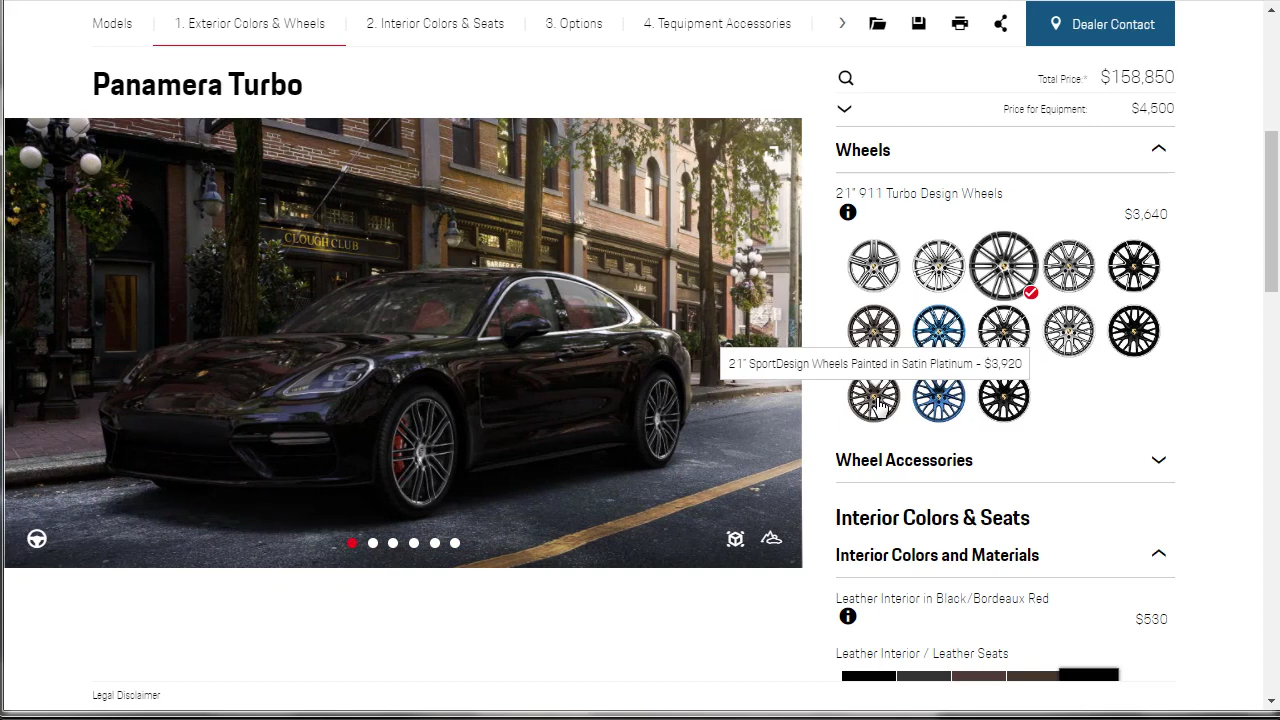 Models
1. Exterior Colors & Wheels
2. Interior Colors & Seats
3. Options
4. Tequipment Accessories
Dealer Contact
Panamera Turbo
Total Price:* $158,850
Price for Equipment: $4,500
Wheels
21" 911 Turbo Design Wheels
$3,640
CLOUGH CLUB
21" SportDesign Wheels Painted in Satin Platinum - $3,920
Wheel Accessories
Interior Colors & Seats
Interior Colors and Materials
Leather Interior in Black/Bordeaux Red
$530
Leather Interior / Leather Seats
Legal Disclaimer